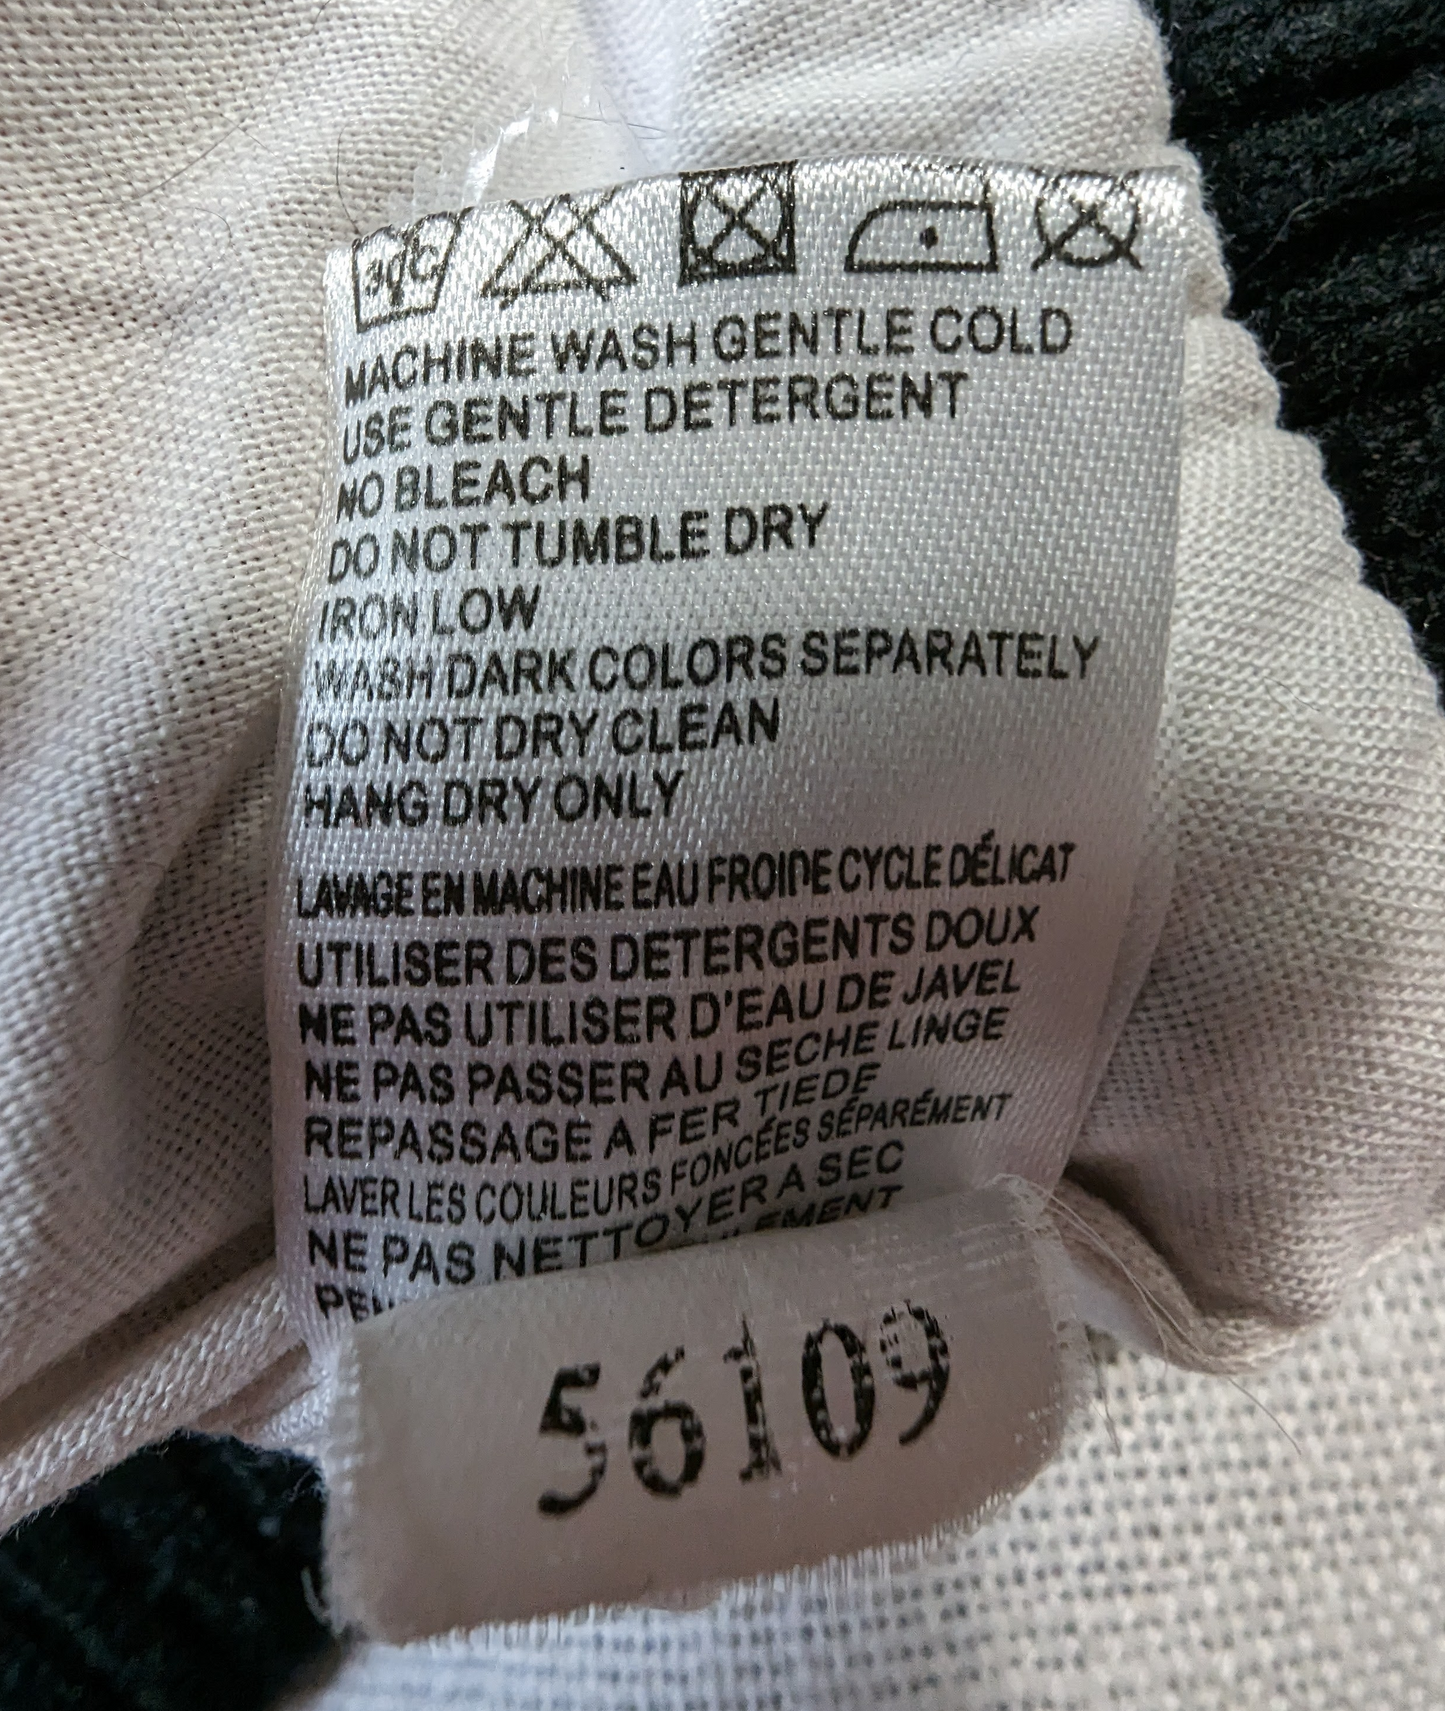 30°C
MACHINE WASH GENTLE COLD
USE GENTLE DETERGENT
NO BLEACH
DO NOT TUMBLE DRY
IRON LOW
WASH DARK COLORS SEPARATELY
DO NOT DRY CLEAN
HANG DRY ONLY
LAVAGE EN MACHINE EAU FROIDE CYCLE DÉLICAT
UTILISER DES DETERGENTS DOUX
NE PAS UTILISER D'EAU DE JAVEL
NE PAS PASSER AU SECHE LINGE
REPASSAGE A FER TIEDE
LAVER LES COULEURS FONCÉES SÉPARÉMENT
NE PAS NETTOYER A SEC
56109